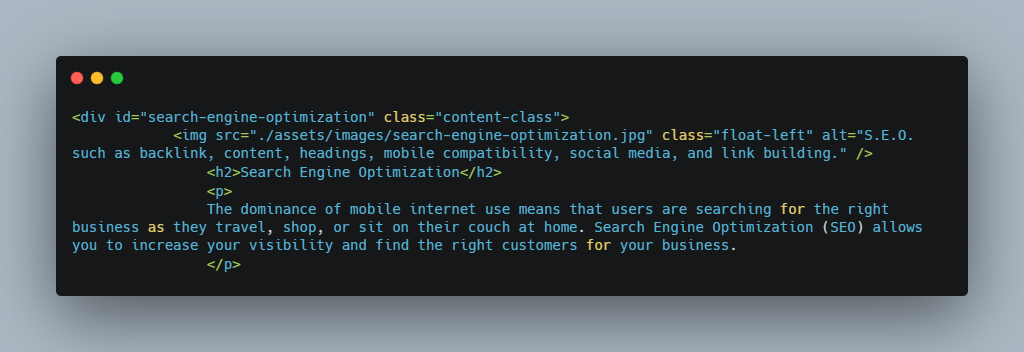 <div id="search-engine-optimization" class="content-class">
<img src="./assets/images/search-engine-optimization.jpg" class="float-left" alt="S.E.O.
such as backlink, content, headings, mobile compatibility, social media, and link building." />
<h2>Search Engine Optimization</h2>
<p>
The dominance of mobile internet use means that users are searching for the right
business as they travel, shop, or sit on their couch at home. Search Engine Optimization (SEO) allows
you to increase your visibility and find the right customers for your business.
</p>